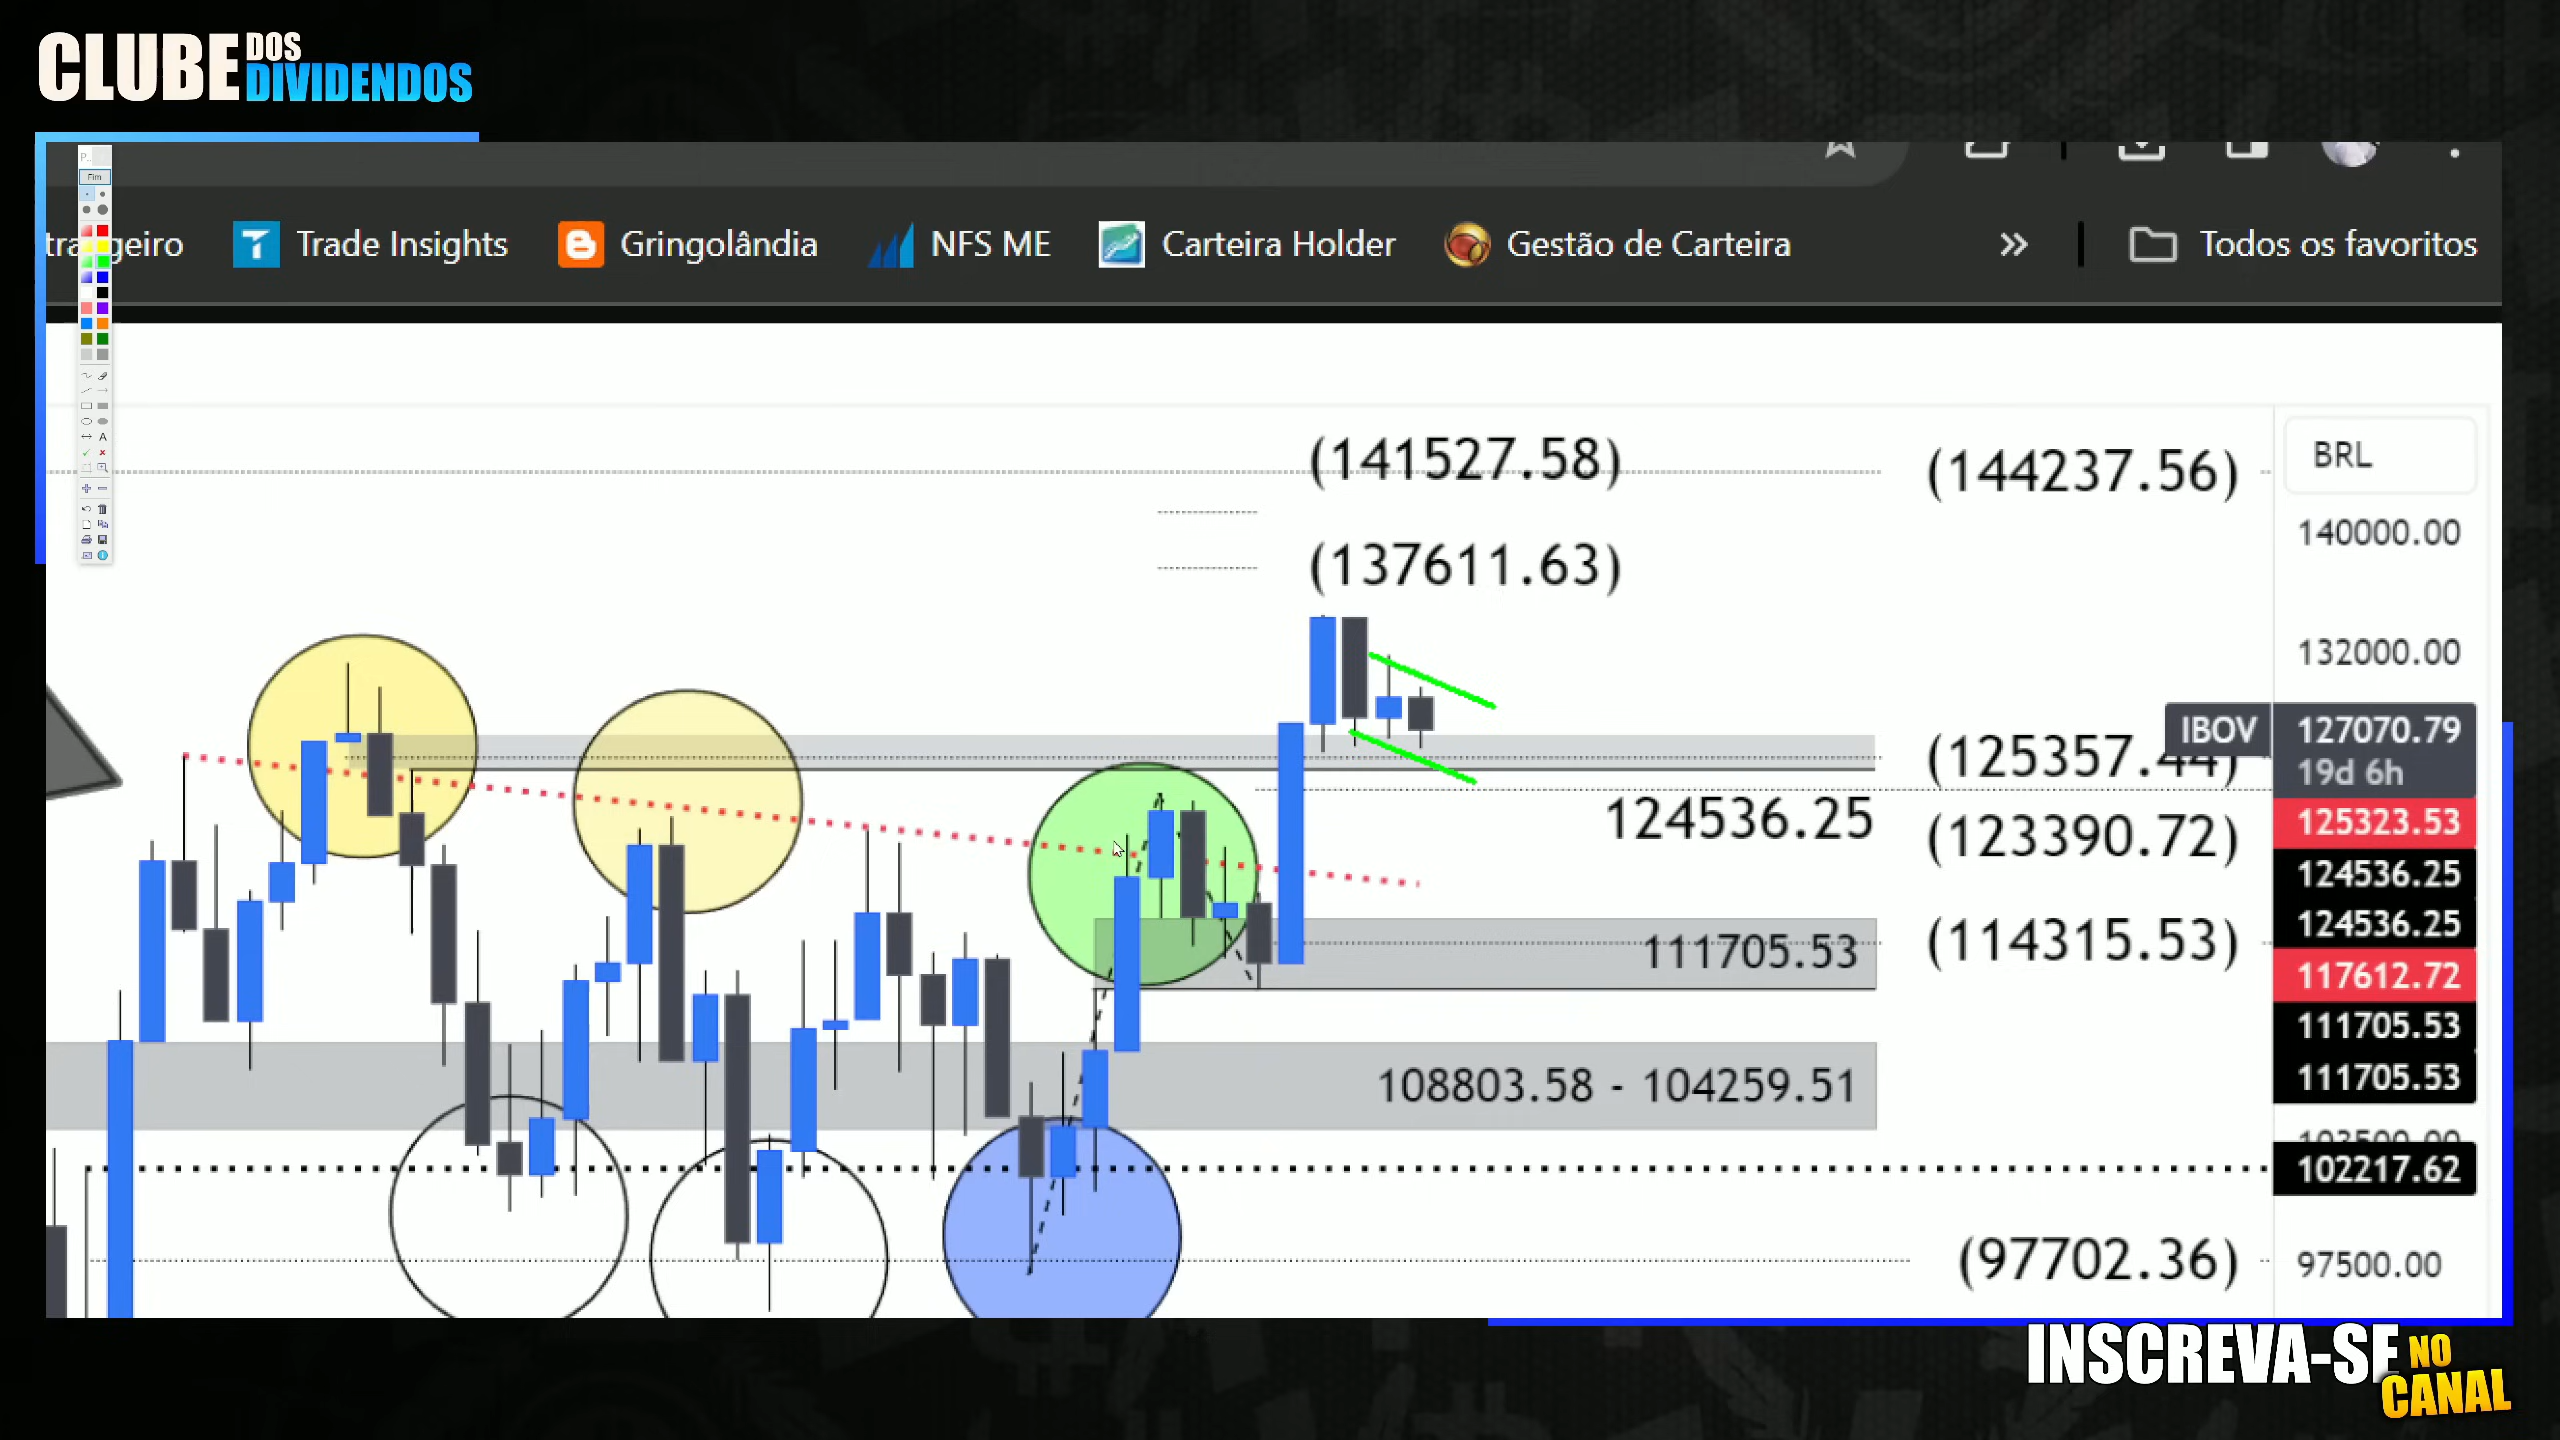 CLUBE DOS DIVIDENDOS
P...
Fim
geiro
Trade Insights
Gringolândia
NFS ME
Carteira Holder
Gestão de Carteira
Todos os favoritos
(141527.58)
(144237.56)
BRL
140000.00
(137611.63)
132000.00
IBOV
127070.79
19d 6h
(125357.44)
125323.53
124536.25
(123390.72)
124536.25
124536.25
111705.53
(114315.53)
117612.72
111705.53
108803.58 - 104259.51
111705.53
102217.62
(97702.36)
97500.00
INSCREVA-SE NO CANAL